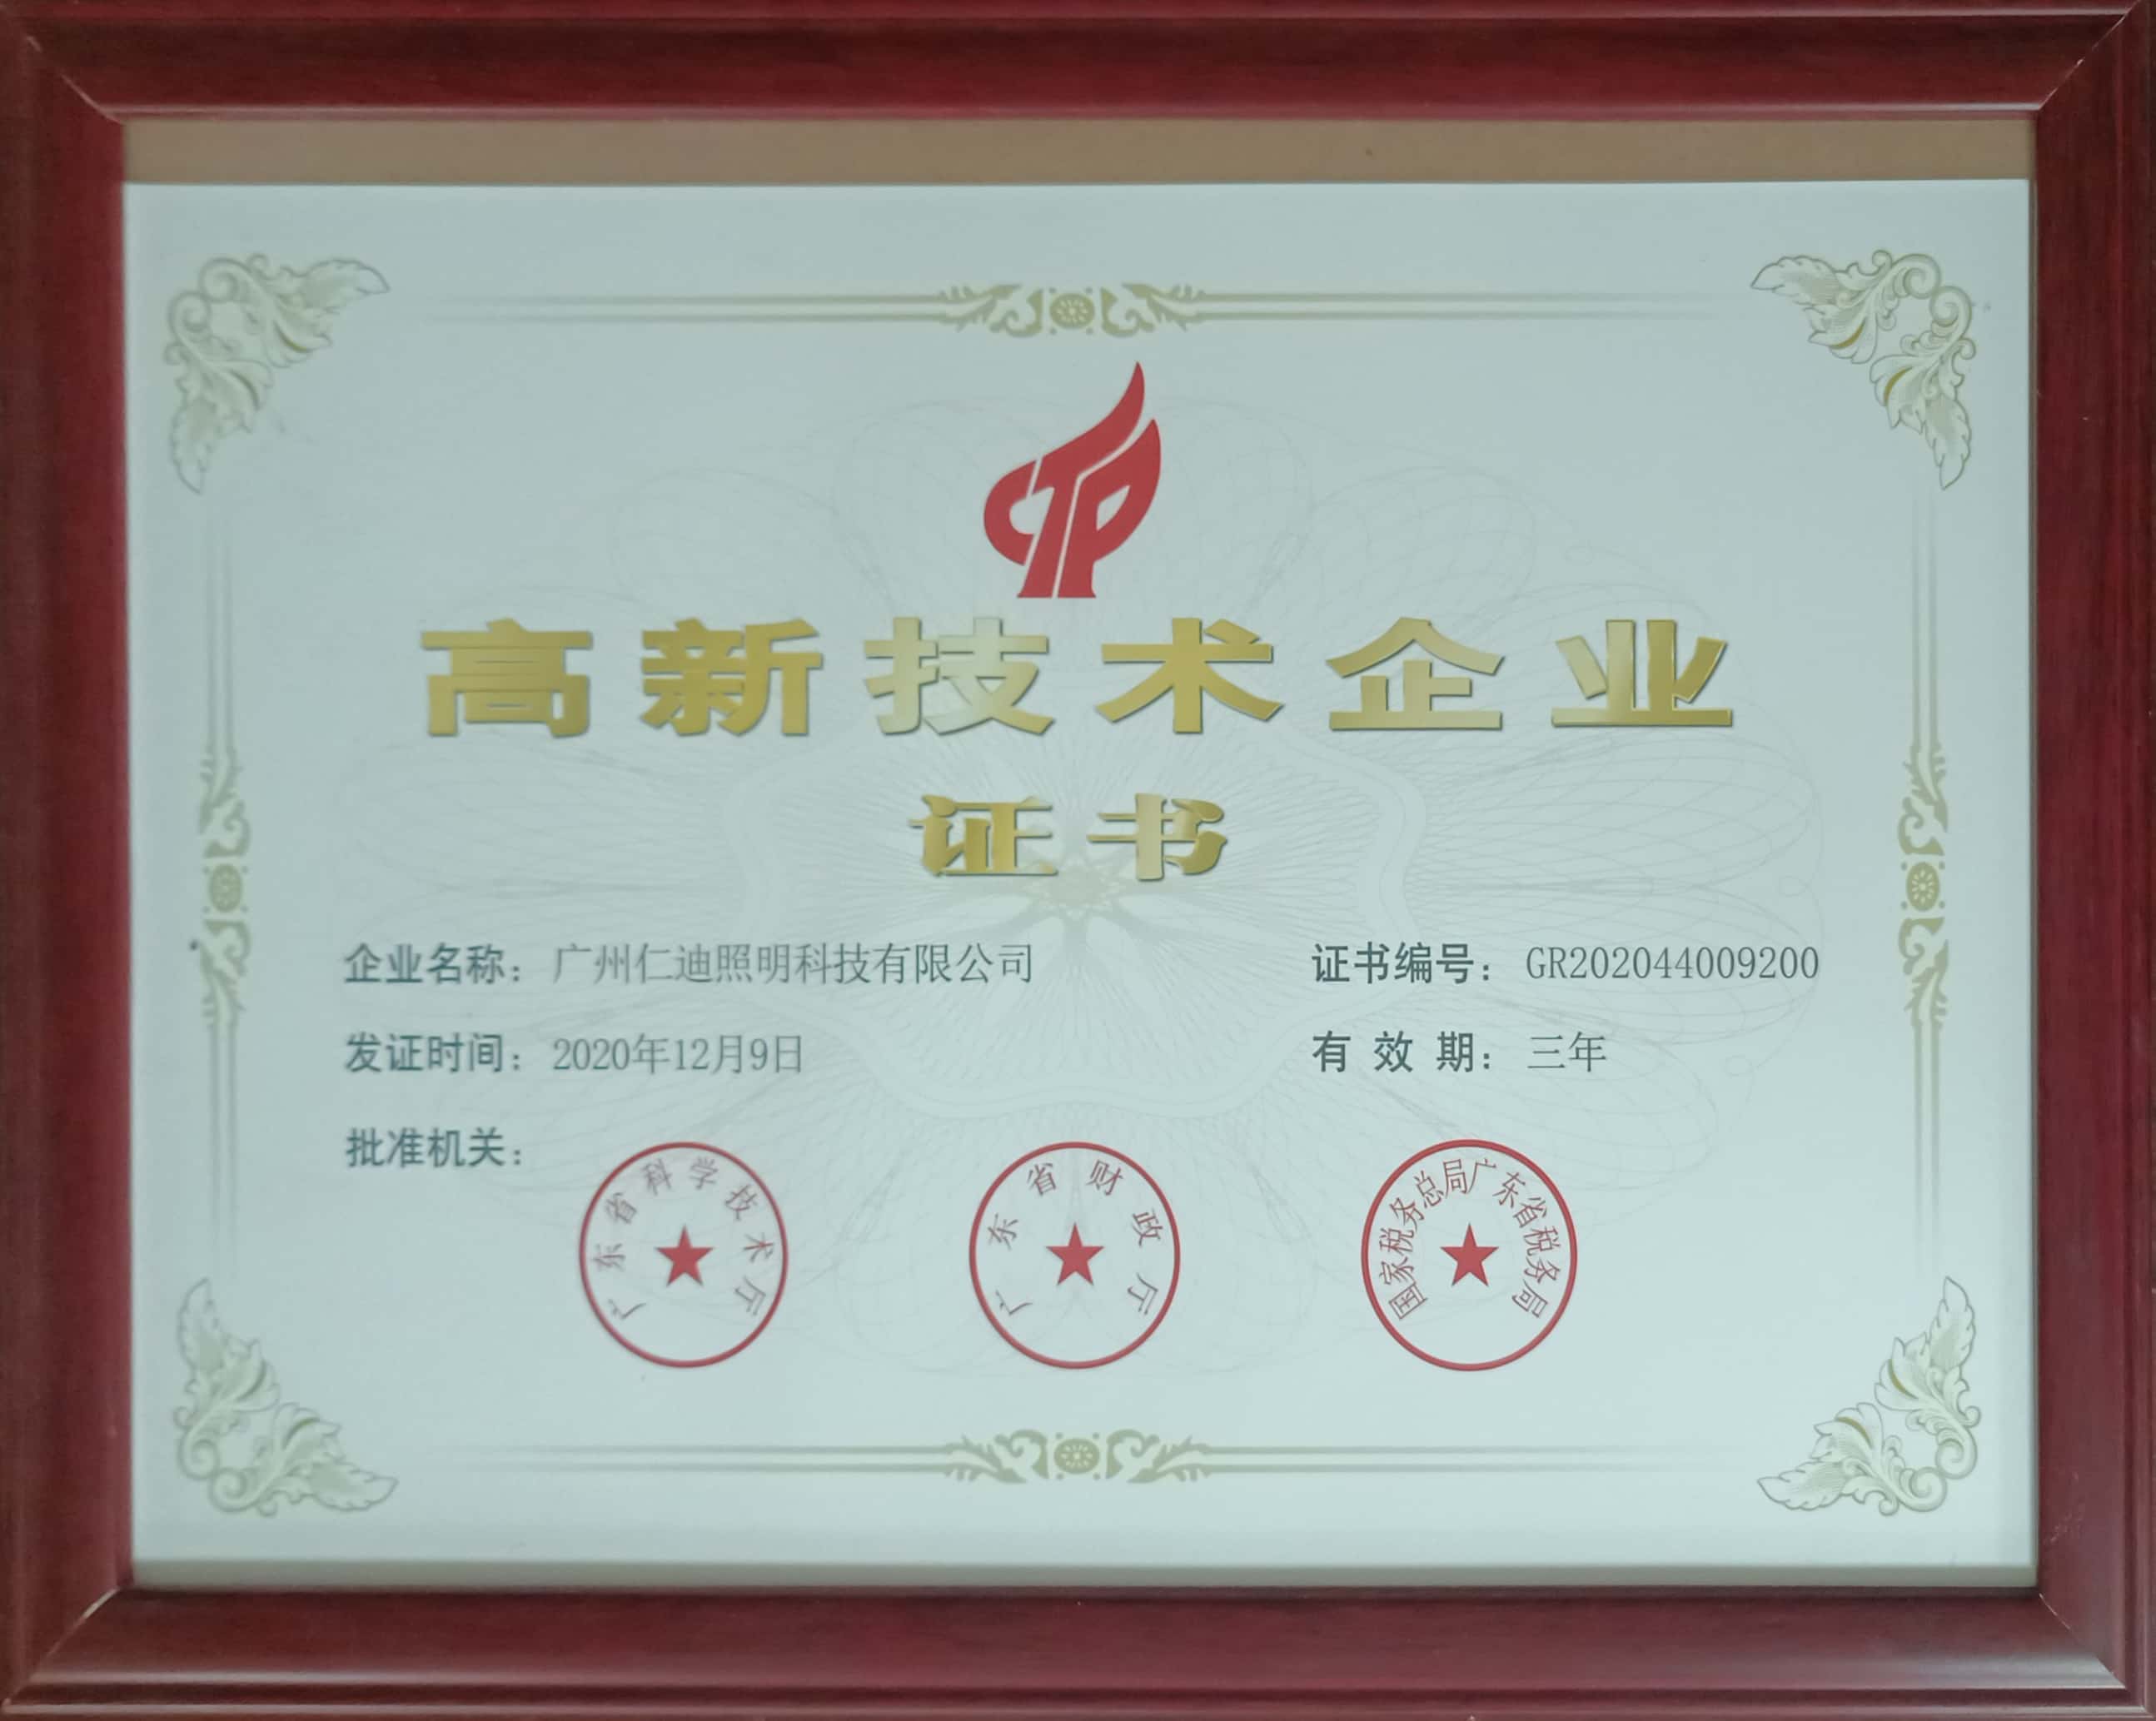 CTP
高新技术企业
证书
企业名称：广州仁迪照明科技有限公司
证书编号：GR202044009200
发证时间：2020年12月9日
有效期：三年
批准机关：
广东省科学技术厅
广东省财政厅
国家税务总局广东省税务局